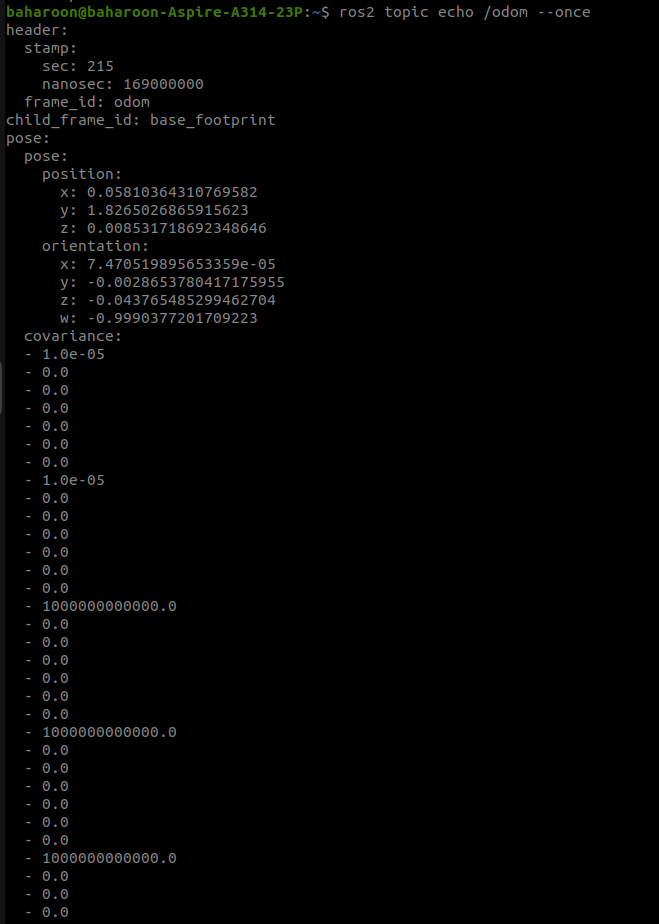 baharoon@baharoon-Aspire-A314-23P:~$ ros2 topic echo /odom --once
header:
  stamp:
    sec: 215
    nanosec: 169000000
  frame_id: odom
child_frame_id: base_footprint
pose:
  pose:
    position:
      x: 0.05810364310769582
      y: 1.8265026865915623
      z: 0.008531718692348646
    orientation:
      x: 7.470519895653359e-05
      y: -0.0028653780417175955
      z: -0.043765485299462704
      w: -0.9990377201709223
  covariance:
  - 1.0e-05
  - 0.0
  - 0.0
  - 0.0
  - 0.0
  - 0.0
  - 0.0
  - 1.0e-05
  - 0.0
  - 0.0
  - 0.0
  - 0.0
  - 0.0
  - 0.0
  - 1000000000000.0
  - 0.0
  - 0.0
  - 0.0
  - 0.0
  - 0.0
  - 0.0
  - 1000000000000.0
  - 0.0
  - 0.0
  - 0.0
  - 0.0
  - 0.0
  - 0.0
  - 1000000000000.0
  - 0.0
  - 0.0
  - 0.0